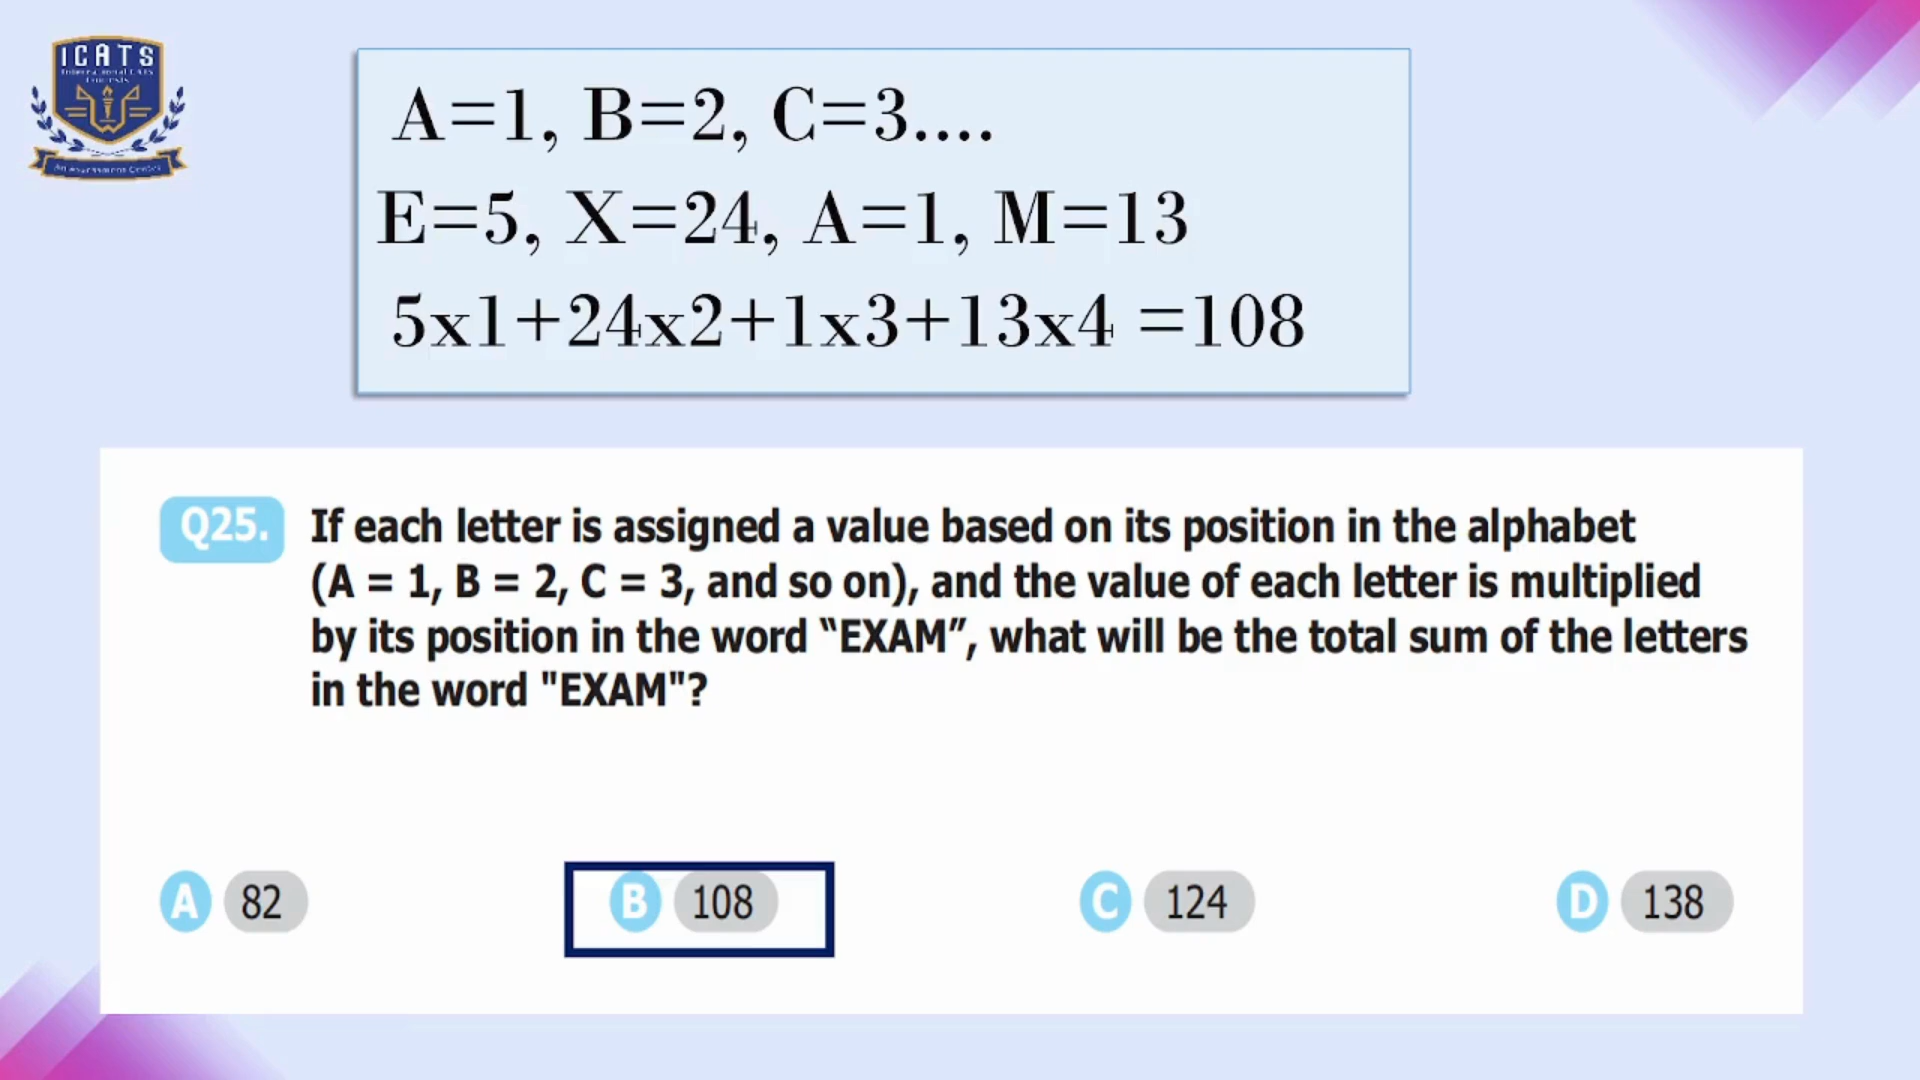 ICATS
A=1, B=2, C=3....
E=5, X=24, A=1, M=13
5x1+24x2+1x3+13x4 =108
Q25. If each letter is assigned a value based on its position in the alphabet
(A = 1, B = 2, C = 3, and so on), and the value of each letter is multiplied
by its position in the word “EXAM”, what will be the total sum of the letters
in the word "EXAM"?
A 82 B 108 C 124 D 138